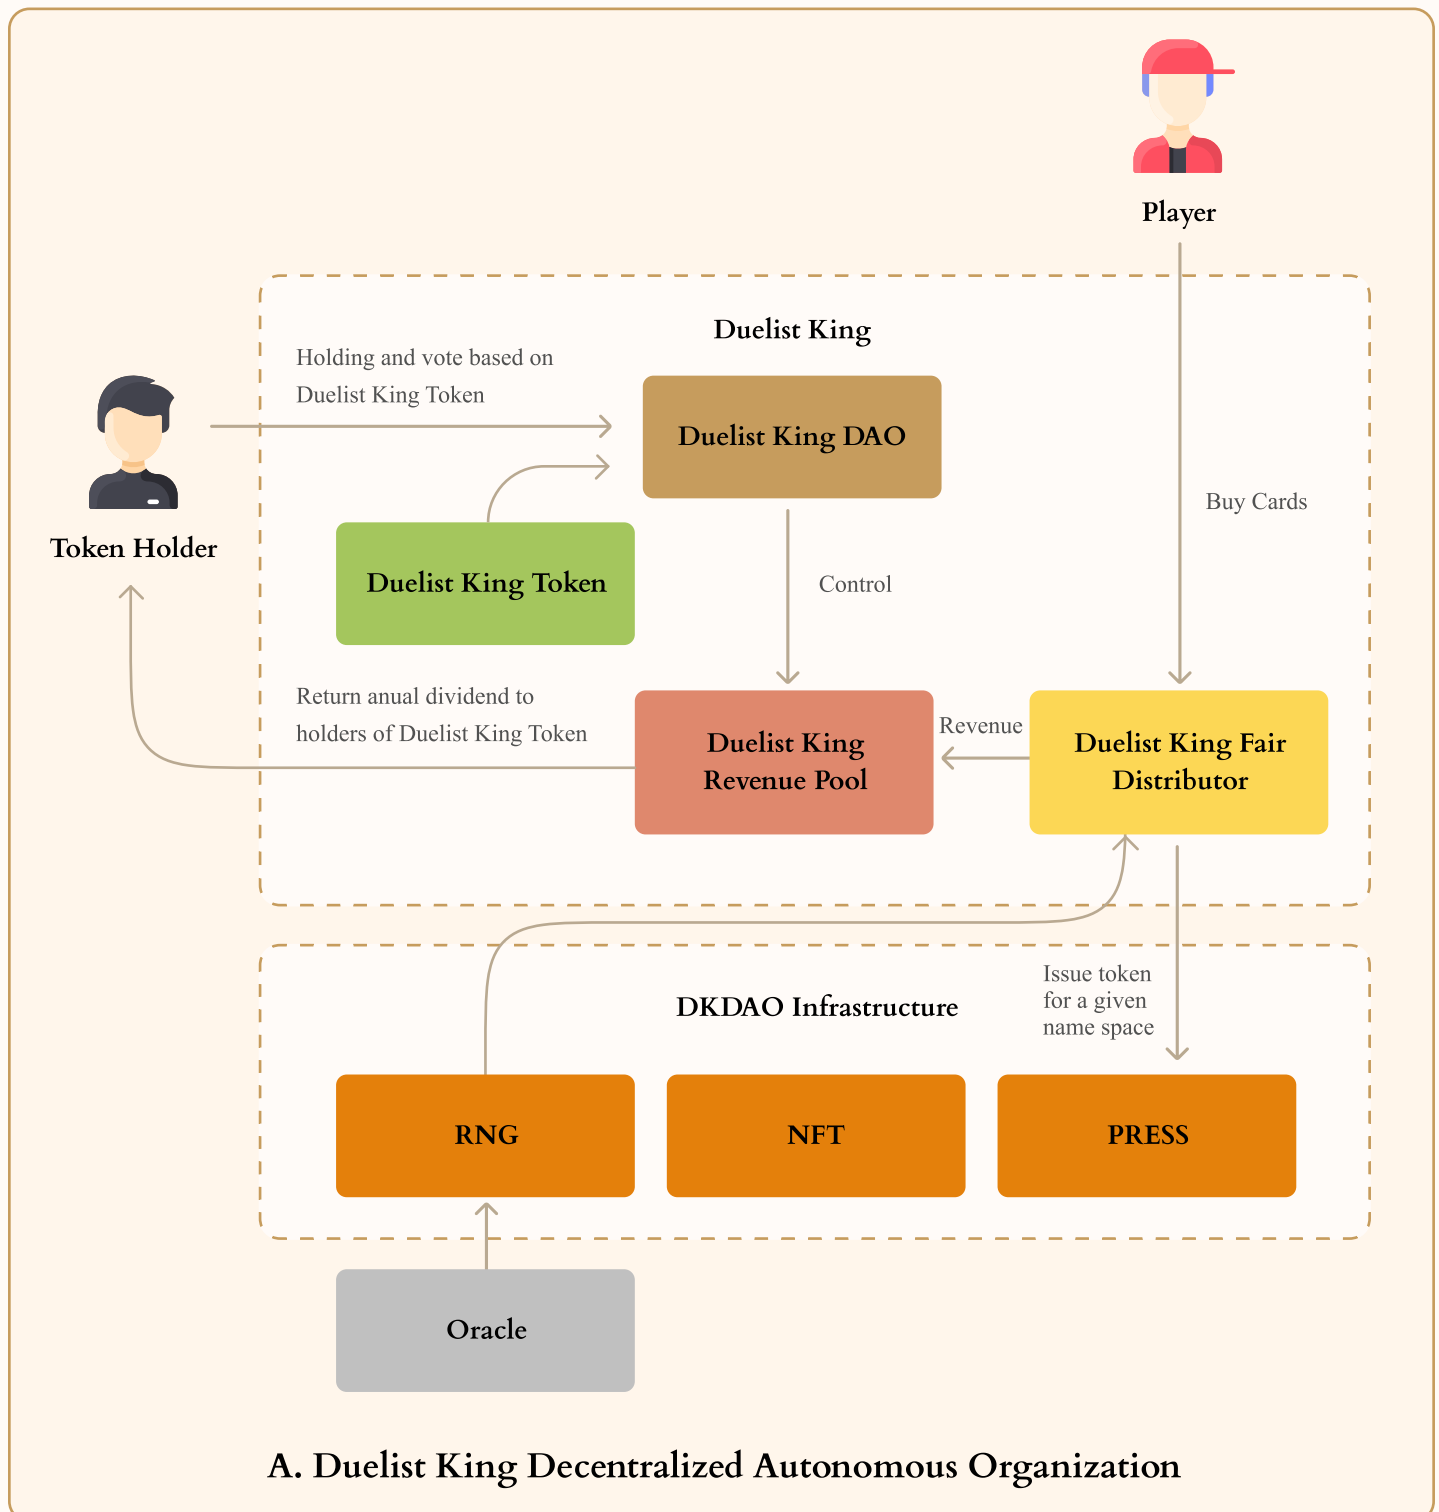 Player
Duelist King
Holding and vote based on
Duelist King Token
Duelist King DAO
Token Holder
Buy Cards
Duelist King Token
Control
Return anual dividend to
holders of Duelist King Token
Duelist King
Revenue Pool
Revenue
Duelist King Fair
Distributor
Issue token
for a given
name space
DKDAO Infrastructure
RNG
NFT
PRESS
Oracle
A. Duelist King Decentralized Autonomous Organization